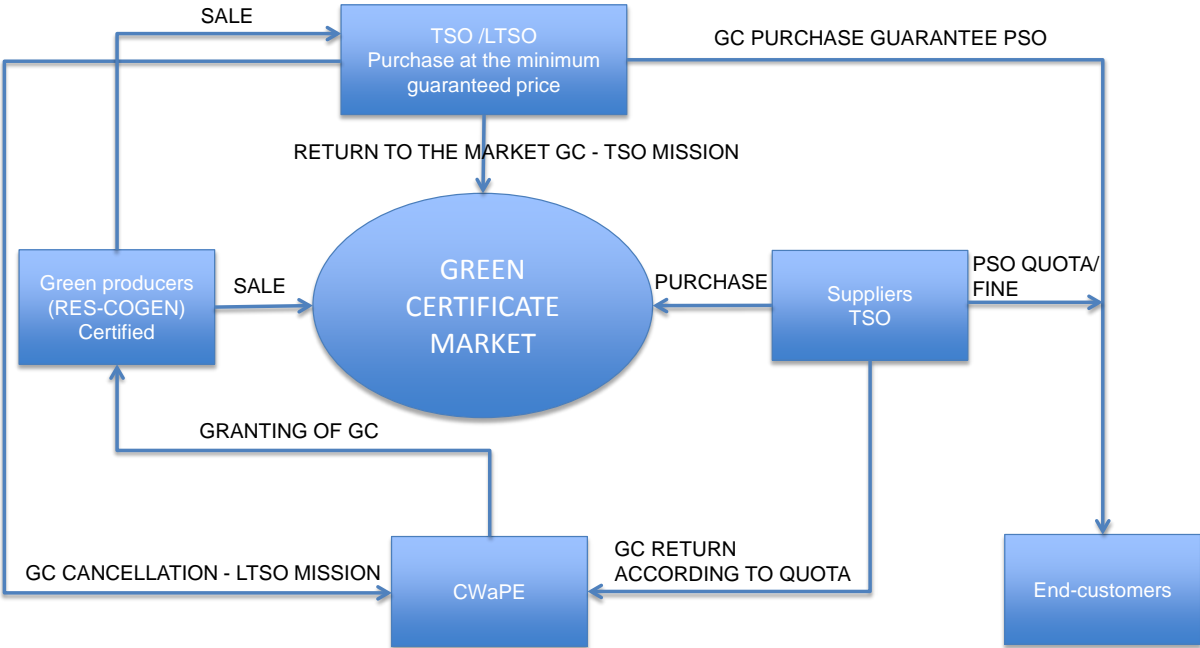 SALE
TSO /LTSO
Purchase at the minimum
guaranteed price
GC PURCHASE GUARANTEE PSO
RETURN TO THE MARKET GC - TSO MISSION
Green producers
(RES-COGEN)
Certified
SALE
GREEN
CERTIFICATE
MARKET
PURCHASE
Suppliers
TSO
PSO QUOTA/
FINE
GRANTING OF GC
GC CANCELLATION - LTSO MISSION
CWaPE
GC RETURN
ACCORDING TO QUOTA
End-customers